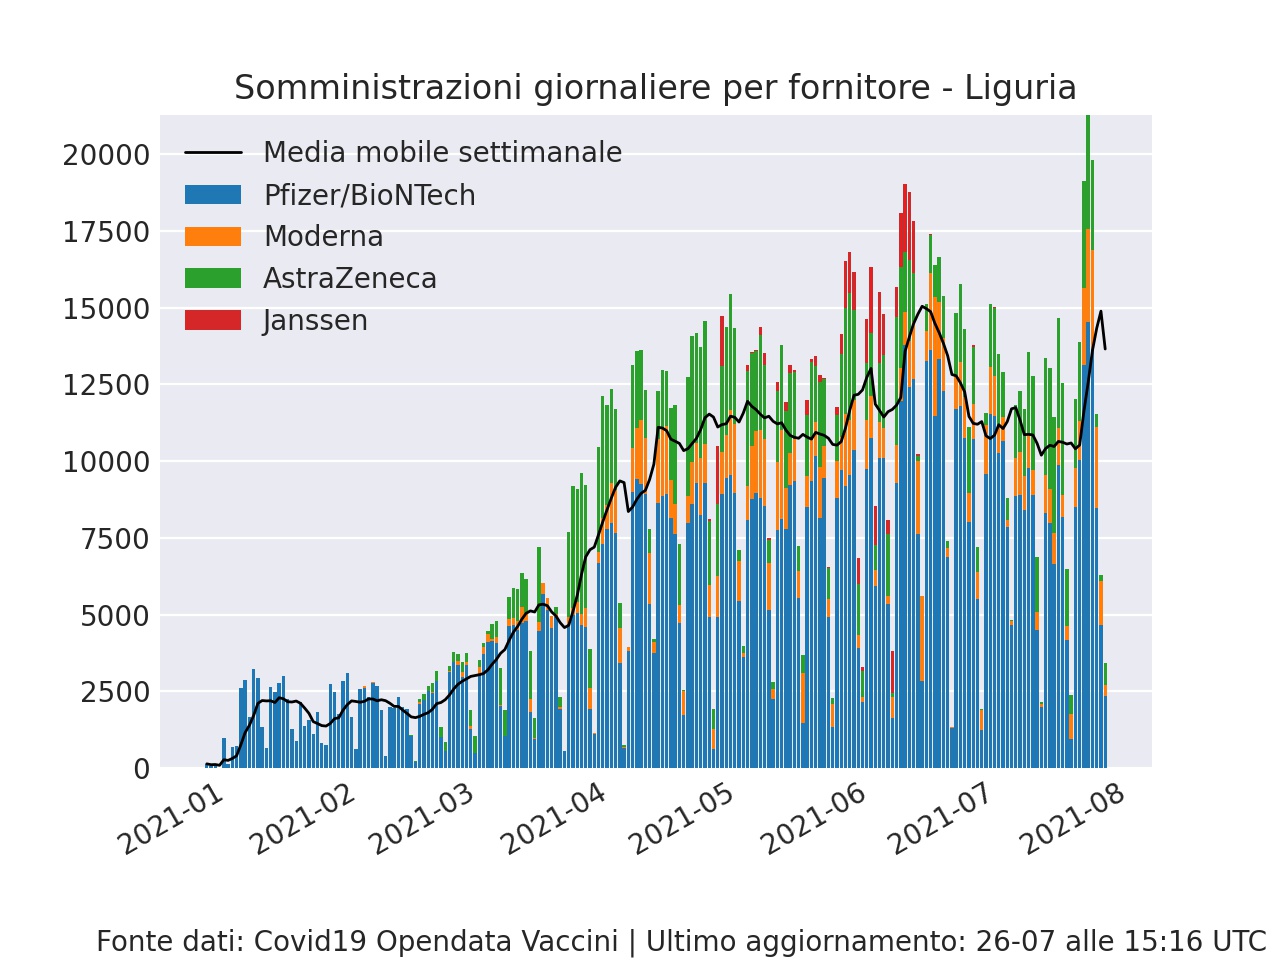 Somministrazioni giornaliere per fornitore - Liguria
Media mobile settimanale
Pfizer/BioNTech
Moderna
AstraZeneca
Janssen
20000
17500
15000
12500
10000
7500
5000
2500
0
2021-01
2021-02
2021-03
2021-04
2021-05
2021-06
2021-07
2021-08
Fonte dati: Covid19 Opendata Vaccini | Ultimo aggiornamento: 26-07 alle 15:16 UTC